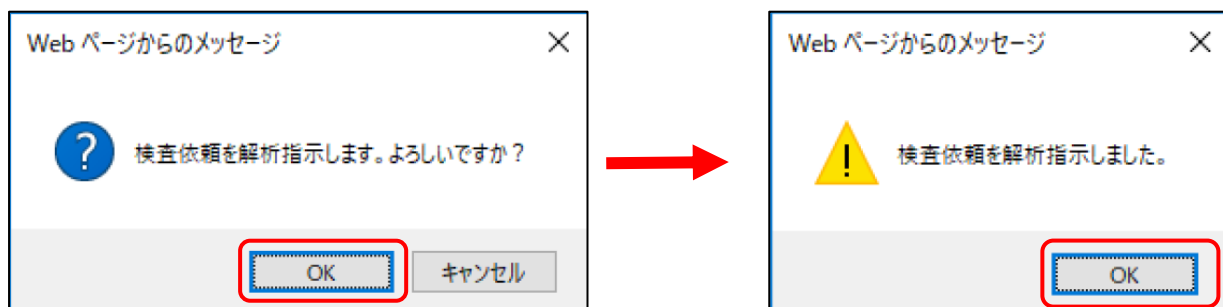 Web ページからのメッセージ
検査依頼を解析指示します。よろしいですか？
OK
キャンセル
Web ページからのメッセージ
検査依頼を解析指示しました。
OK